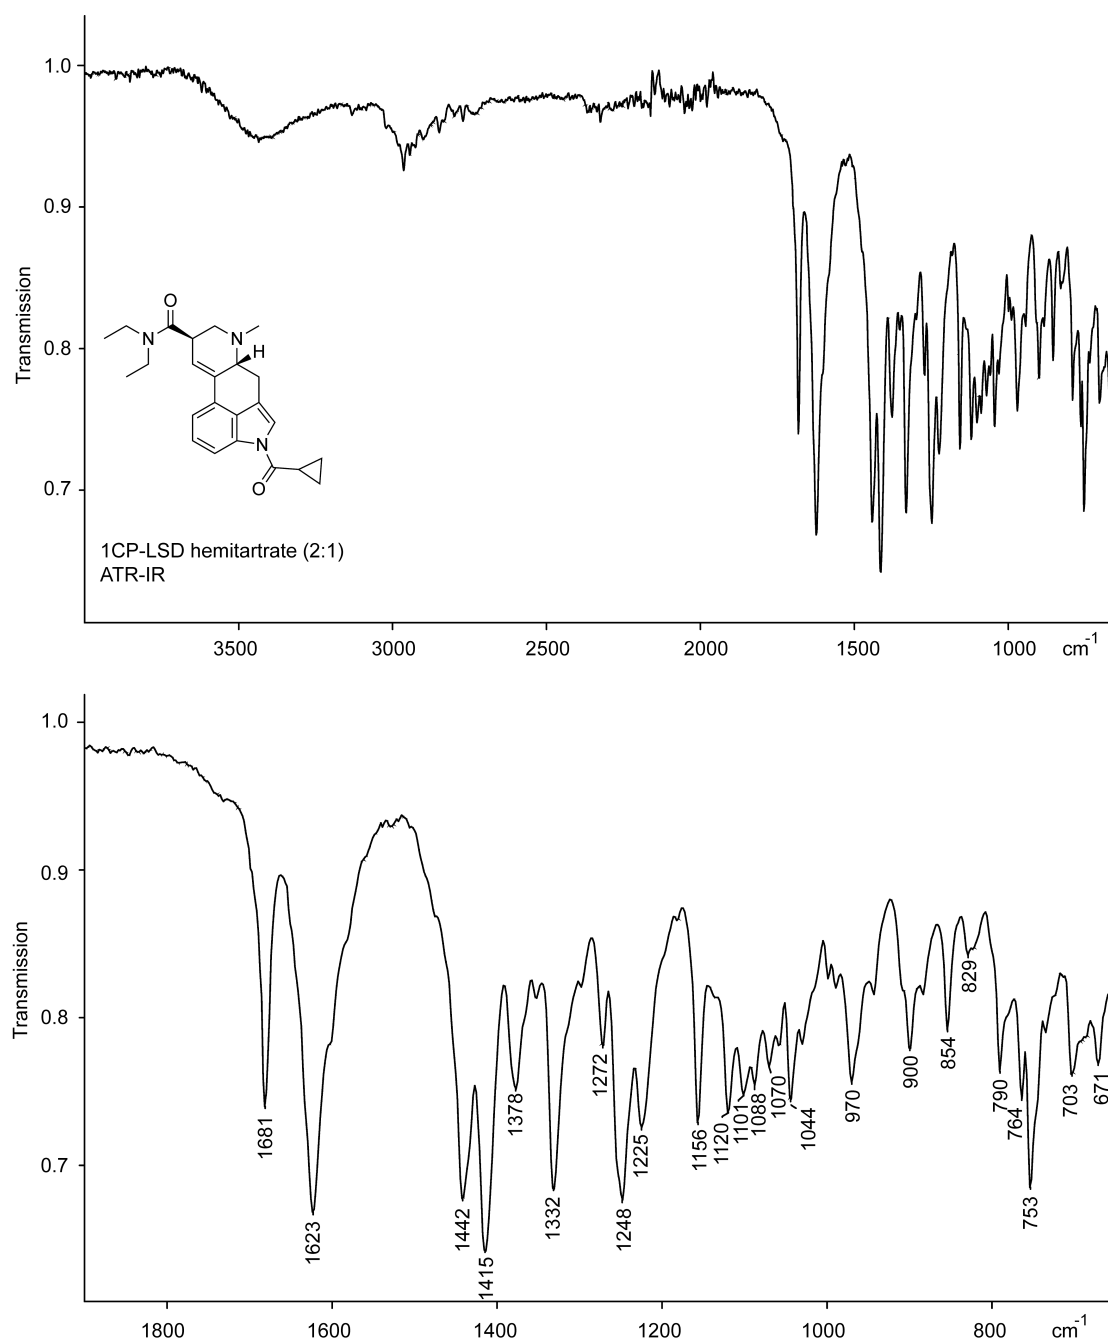 1.0
0.9
0.8
0.7
Transmission
O
N
N
H
N
O
1CP-LSD hemitartrate (2:1)
ATR-IR
3500 3000 2500 2000 1500 1000 cm-1
1.0
0.9
0.8
0.7
Transmission
1681
1623
1442
1415
1378
1332
1272
1248
1225
1156
1120
1101
1088
1070
1044
970
900
854
829
790
764
753
703
671
1800 1600 1400 1200 1000 800 cm-1